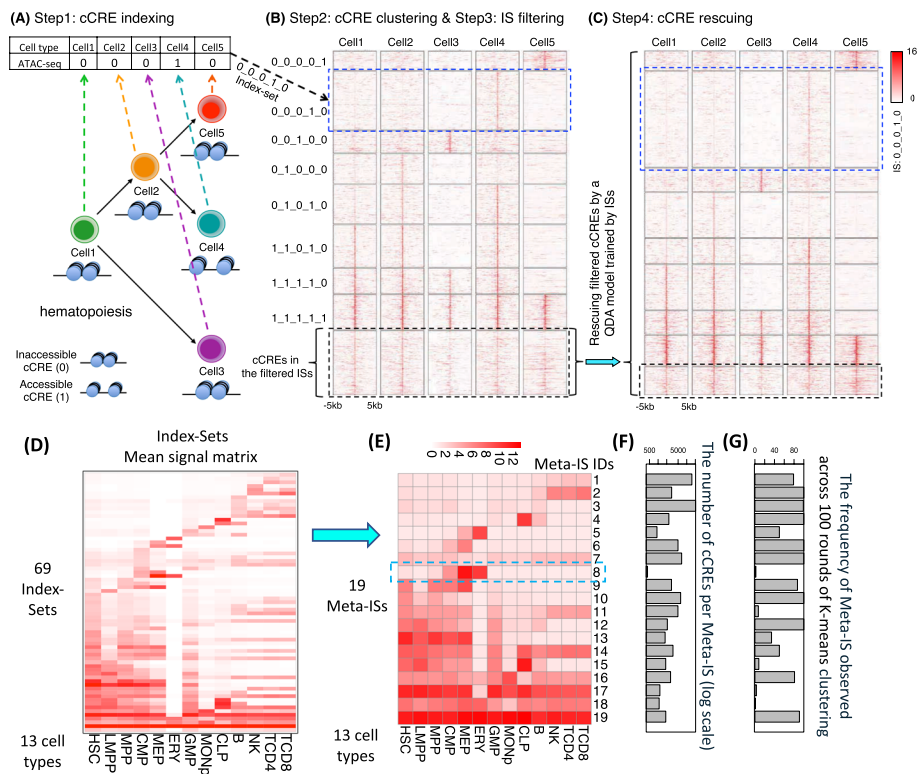 (A) Step1: cCRE indexing
Cell type Cell1 Cell2 Cell3 Cell4 Cell5
ATAC-seq 0 0 0 1 0
0_0_0_1_0
Index-set
Cell5
Cell2
Cell1
Cell4
hematopoiesis
Cell3
Inaccessible
cCRE (0)
Accessible
cCRE (1)
(B) Step2: cCRE clustering & Step3: IS filtering
Cell1 Cell2 Cell3 Cell4 Cell5
0_0_0_0_1
0_0_0_1_0
0_0_1_0_0
0_1_0_0_0
0_1_0_1_0
1_1_0_1_0
1_1_1_1_0
1_1_1_1_1
cCREs in
the filtered ISs
-5kb 5kb
Rescuing filtered cCREs by a
QDA model trained by ISs
(C) Step4: cCRE rescuing
Cell1 Cell2 Cell3 Cell4 Cell5
16
0
IS: 0_0_0_1_0
-5kb 5kb
(D)
Index-Sets
Mean signal matrix
69
Index-
Sets
13 cell
types
HSC LMPP MPP CMP MEP ERY GMP MONp CLP B NK TCD4 TCD8
(E)
0 2 4 6 8 10 12
Meta-IS IDs
1
2
3
4
5
6
7
8
9
10
11
12
13
14
15
16
17
18
19
19
Meta-ISs
13 cell
types
HSC LMPP MPP CMP MEP ERY GMP MONp CLP B NK TCD4 TCD8
(F)
500 5000
The number of cCREs per Meta-IS (log scale)
(G)
0 40 80
The frequency of Meta-IS observed
across 100 rounds of K-means clustering